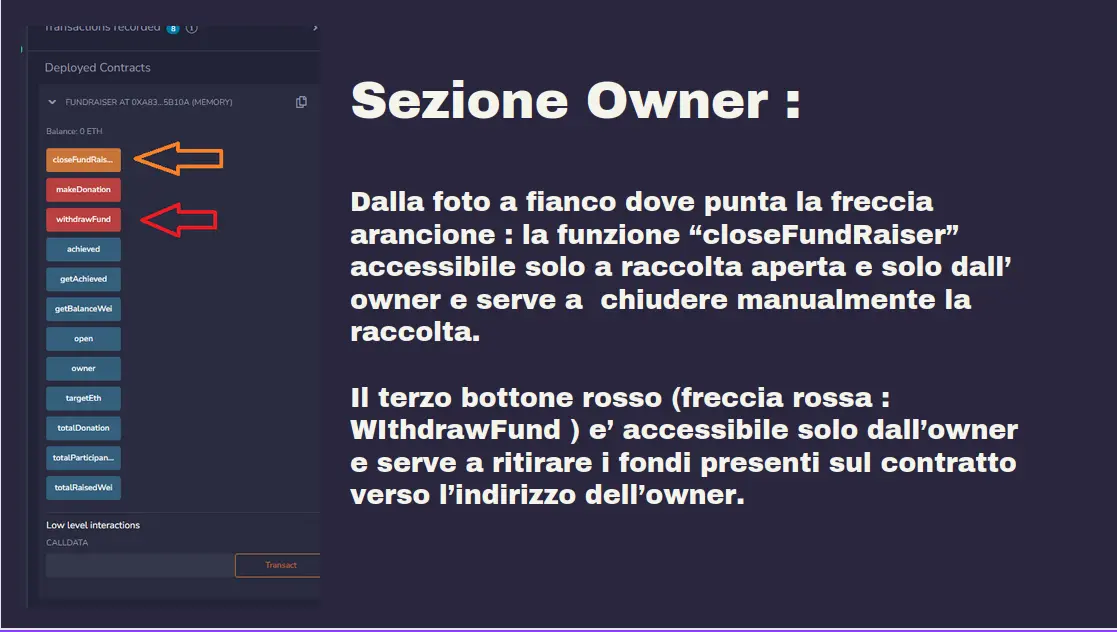 Transactions recorded 8 i
Deployed Contracts
FUNDRAISER AT 0XA83...5B10A (MEMORY)
Balance: 0 ETH
closeFundRais...
makeDonation
withdrawFund
achieved
getAchieved
getBalanceWei
open
owner
targetEth
totalDonation
totalParticipan...
totalRaisedWei
Low level interactions
CALLDATA
Transact
Sezione Owner :
Dalla foto a fianco dove punta la freccia
arancione : la funzione “closeFundRaiser”
accessibile solo a raccolta aperta e solo dall’
owner e serve a  chiudere manualmente la
raccolta.
Il terzo bottone rosso (freccia rossa :
WIthdrawFund ) e’ accessibile solo dall’owner
e serve a ritirare i fondi presenti sul contratto
verso l’indirizzo dell’owner.